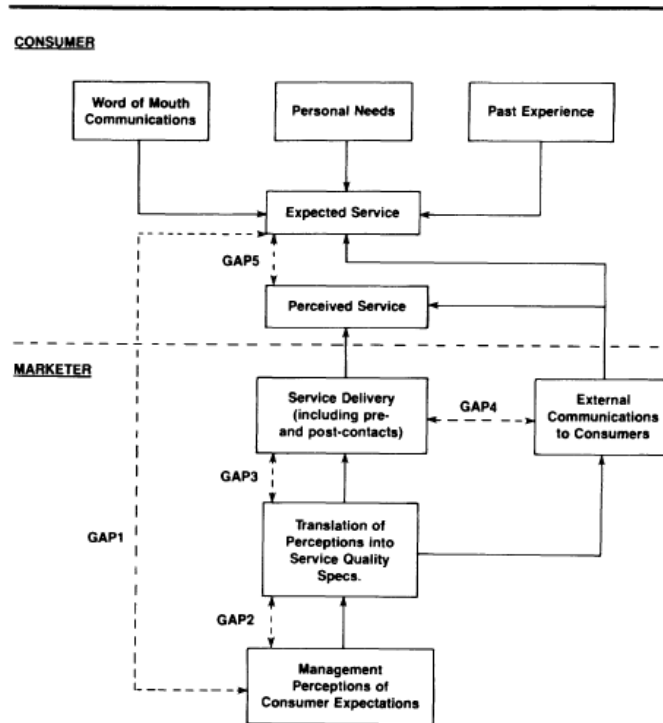 CONSUMER
Word of Mouth
Communications
Personal Needs
Past Experience
Expected Service
GAP5
Perceived Service
MARKETER
Service Delivery
(including pre-
and post-contacts)
GAP4
External
Communications
to Consumers
GAP3
GAP1
Translation of
Perceptions into
Service Quality
Specs.
GAP2
Management
Perceptions of
Consumer Expectations